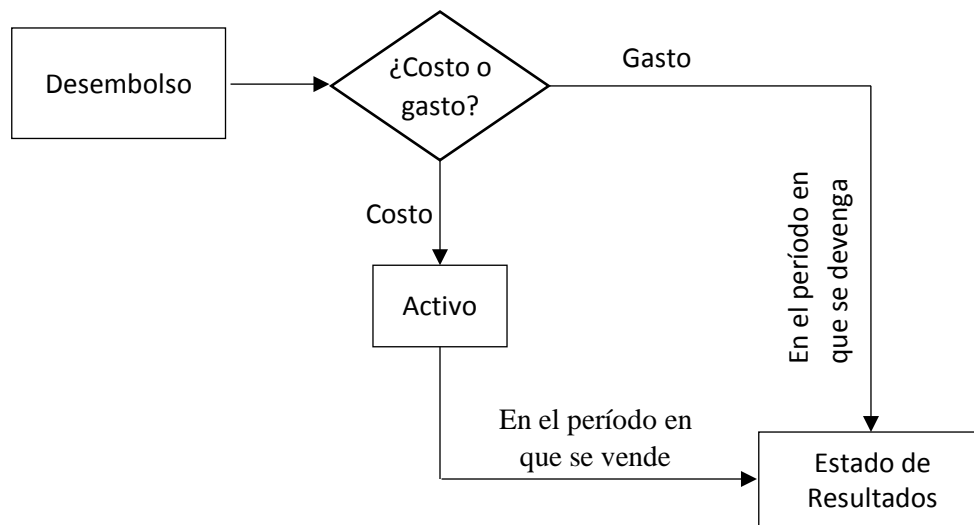 Desembolso
¿Costo o
gasto?
Gasto
Costo
Activo
En el período en
que se devenga
En el período en
que se vende
Estado de
Resultados